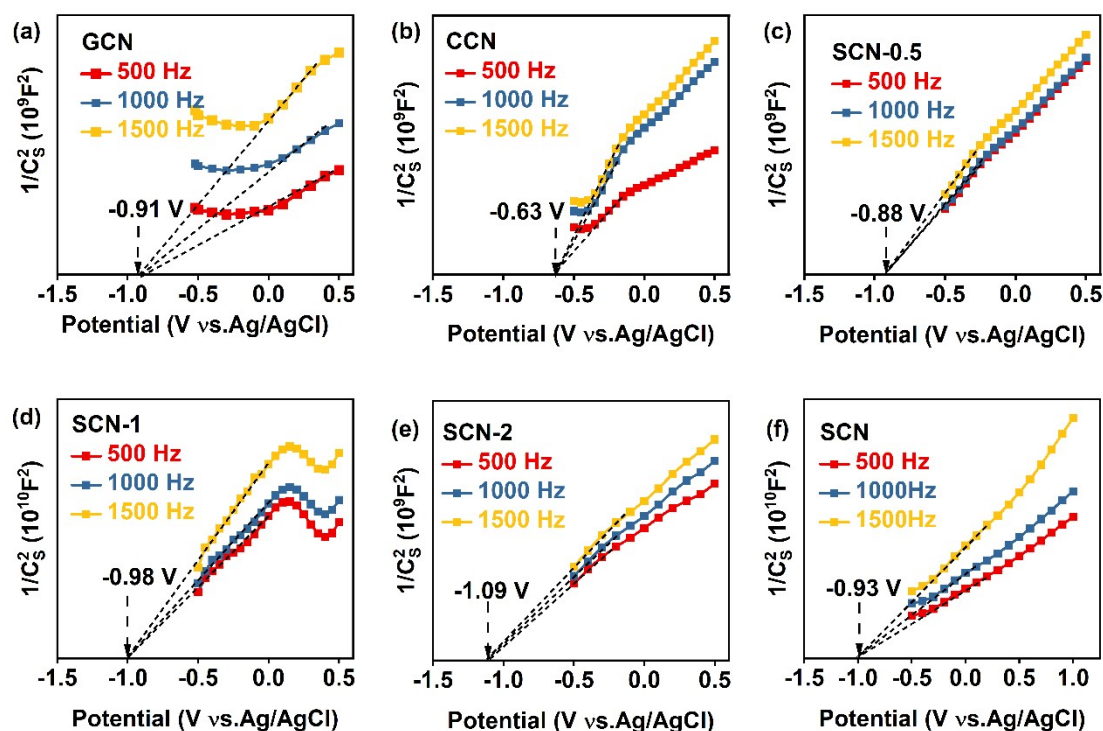 (a)
GCN
500 Hz
1000 Hz
1500 Hz
-0.91 V
1/C_S^2 (10^9F^2)
-1.5 -1.0 -0.5 0.0 0.5
Potential (V vs.Ag/AgCl)
(b)
CCN
500 Hz
1000 Hz
1500 Hz
-0.63 V
1/C_S^2 (10^9F^2)
-1.5 -1.0 -0.5 0.0 0.5
Potential (V vs.Ag/AgCl)
(c)
SCN-0.5
500 Hz
1000 Hz
1500 Hz
-0.88 V
1/C_S^2 (10^9F^2)
-1.5 -1.0 -0.5 0.0 0.5
Potential (V vs.Ag/AgCl)
(d)
SCN-1
500 Hz
1000 Hz
1500 Hz
-0.98 V
1/C_S^2 (10^10F^2)
-1.5 -1.0 -0.5 0.0 0.5
Potential (V vs.Ag/AgCl)
(e)
SCN-2
500 Hz
1000 Hz
1500 Hz
-1.09 V
1/C_S^2 (10^9F^2)
-1.5 -1.0 -0.5 0.0 0.5
Potential (V vs.Ag/AgCl)
(f)
SCN
500 Hz
1000Hz
1500Hz
-0.93 V
1/C_S^2 (10^10F^2)
-1.5 -1.0 -0.5 0.0 0.5 1.0
Potential (V vs.Ag/AgCl)